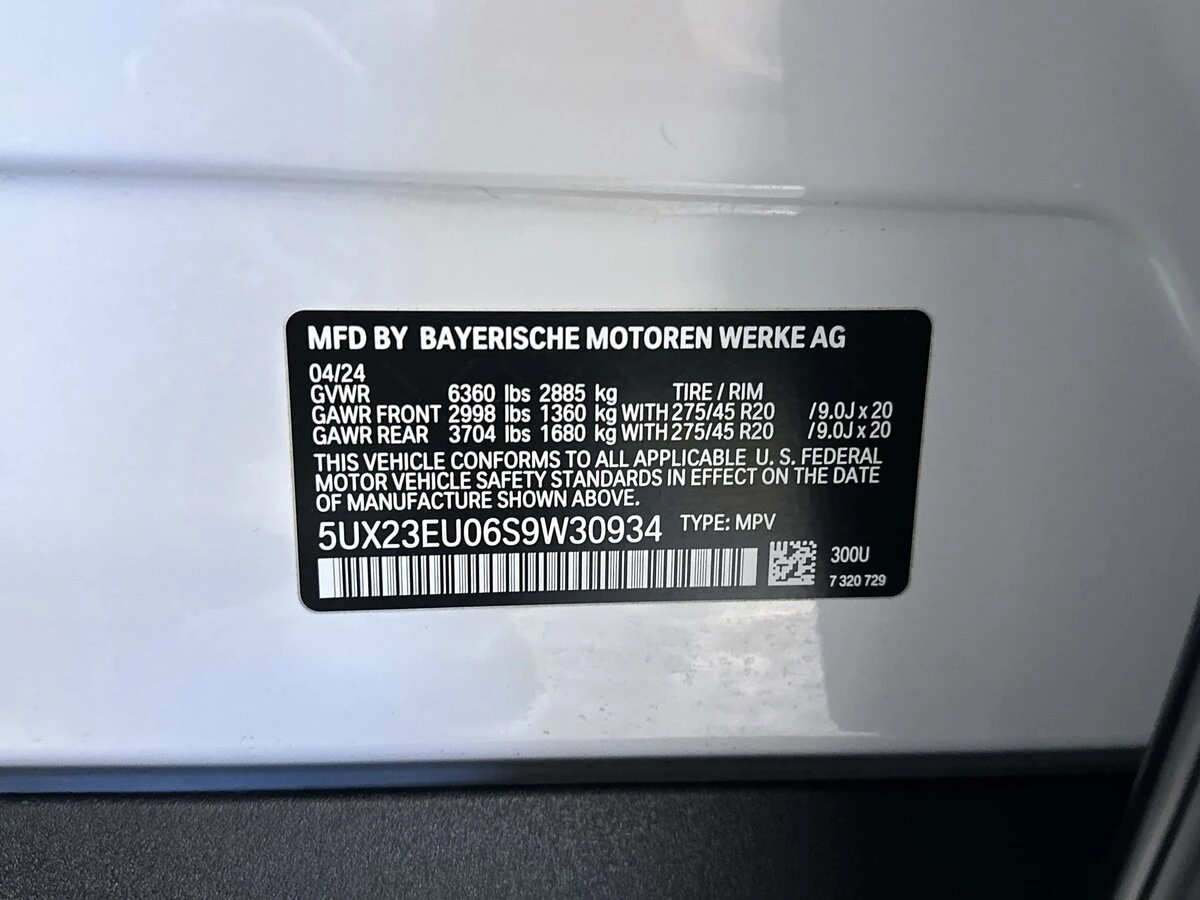 MFD BY BAYERISCHE MOTOREN WERKE AG
04/24
GVWR 6360 lbs 2885 kg TIRE / RIM
GAWR FRONT 2998 lbs 1360 kg WITH 275/45 R20 /9.0J x 20
GAWR REAR 3704 lbs 1680 kg WITH 275/45 R20 /9.0J x 20
THIS VEHICLE CONFORMS TO ALL APPLICABLE U. S. FEDERAL
MOTOR VEHICLE SAFETY STANDARDS IN EFFECT ON THE DATE
OF MANUFACTURE SHOWN ABOVE.
5UX23EU06S9W30934 TYPE: MPV
300U
7 320 729